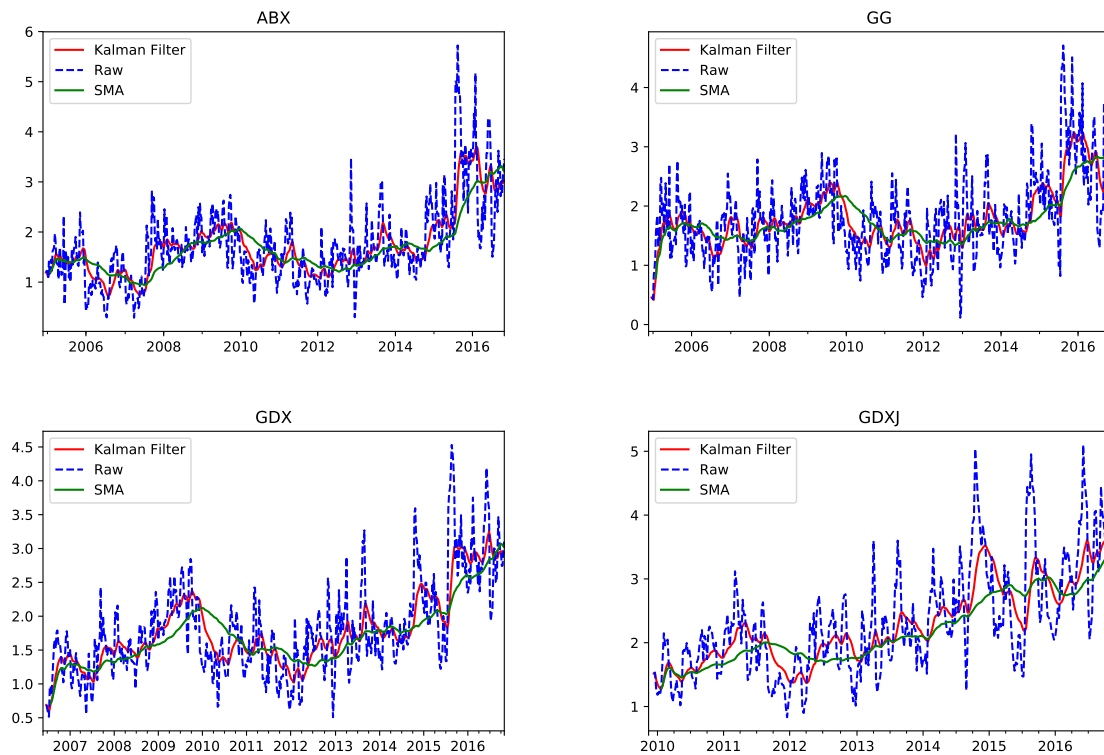 ABX
6
5
4
3
2
1
Kalman Filter
Raw
SMA
2006 2008 2010 2012 2014 2016
GG
4
3
2
1
0
Kalman Filter
Raw
SMA
2006 2008 2010 2012 2014 2016
GDX
4.5
4.0
3.5
3.0
2.5
2.0
1.5
1.0
0.5
Kalman Filter
Raw
SMA
2007 2008 2009 2010 2011 2012 2013 2014 2015 2016
GDXJ
5
4
3
2
1
Kalman Filter
Raw
SMA
2010 2011 2012 2013 2014 2015 2016